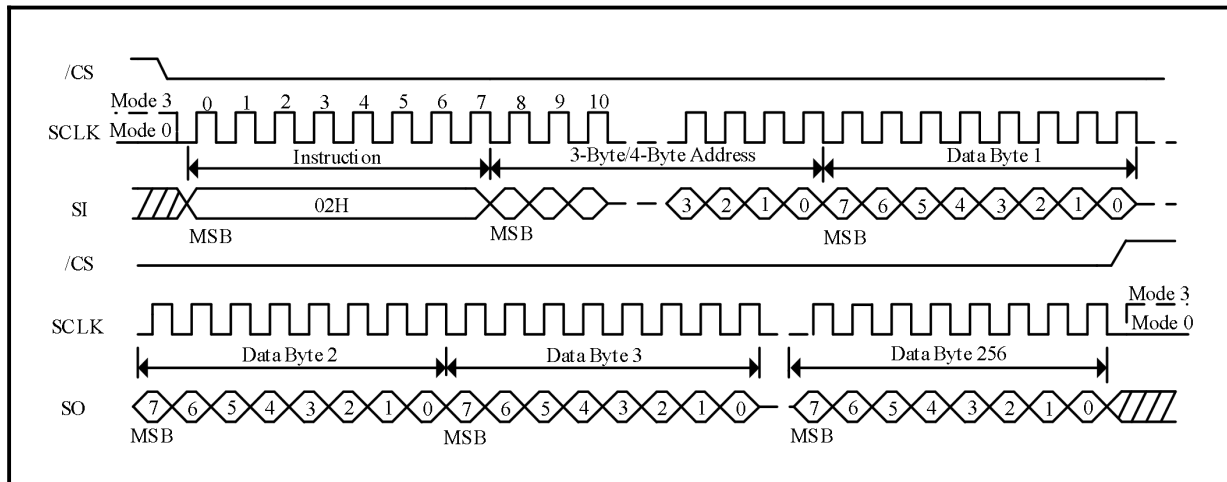 /CS
Mode 3 0 1 2 3 4 5 6 7 8 9 10
SCLK Mode 0
Instruction 3-Byte/4-Byte Address Data Byte 1
SI 02H 3 2 1 0 7 6 5 4 3 2 1 0
MSB MSB MSB
/CS
Mode 3
SCLK Mode 0
Data Byte 2 Data Byte 3 Data Byte 256
SO 7 6 5 4 3 2 1 0 7 6 5 4 3 2 1 0 7 6 5 4 3 2 1 0
MSB MSB MSB